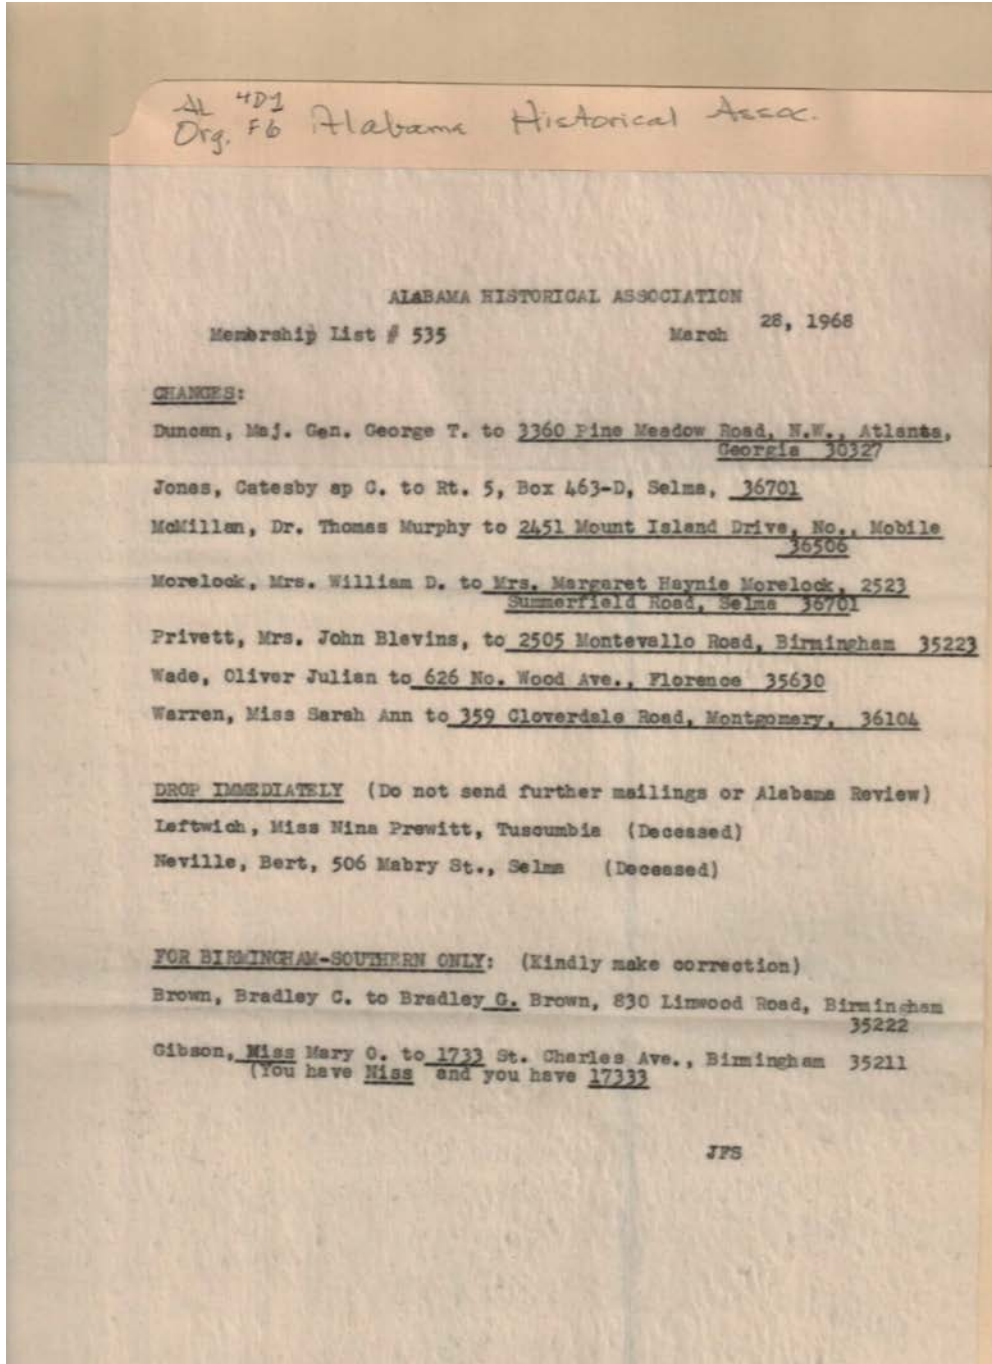 AL 4D1
Org. F6 Alabama Historical Assoc.
ALABAMA HISTORICAL ASSOCIATION
Membrship List # 535 March 28, 1968
CHANGES:
Duncan, Maj. Gen. George T. to 3360 Pine Meadow Road, N.W., Atlanta,
Georgia 30327
Jones, Catesby ap C. to Rt. 5, Box 463-D, Selma, 36701
McMillan, Dr. Thomas Murphy to 2451 Mount Island Drive, No., Mobile
36506
Morelock, Mrs. William D. to Mrs. Margaret Haynie Morelock, 2523
Summerfield Road, Selma 36701
Privett, Mrs. John Blevins, to 2505 Montevallo Road, Birmingham 35223
Wade, Oliver Julian to 626 No. Wood Ave., Florence 35630
Warren, Miss Sarah Ann to 359 Cloverdale Road, Montgomery, 36104
DROP IMMEDIATELY (Do not send further mailings or Alabama Review)
Leftwich, Miss Nina Prewitt, Tuscumbia (Deceased)
Neville, Bert, 506 Mabry St., Selma (Deceased)
FOR BIRMINGHAM-SOUTHERN ONLY: (Kindly make correction)
Brown, Bradley C. to Bradley G. Brown, 830 Linwood Road, Birmingham
35222
Gibson, Miss Mary O. to 1733 St. Charles Ave., Birmingham 35211
(You have Niss and you have 17333
JFS